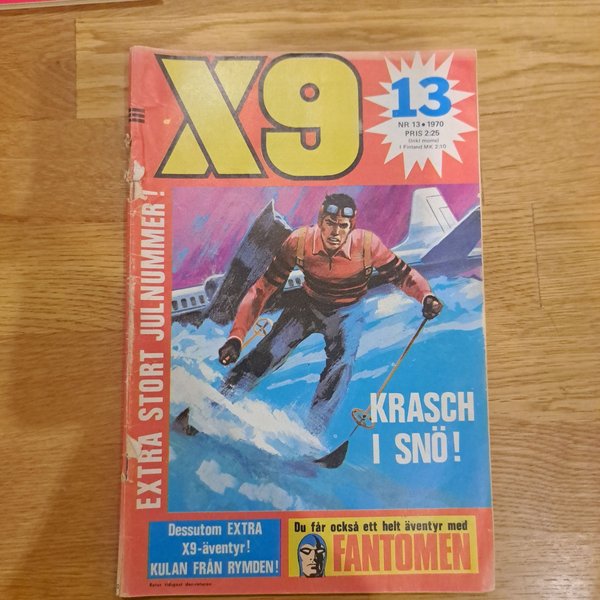 X9
13
NR 13 • 1970
PRIS 2:25
(Inkl moms)
I Finland MK 2:10
EXTRA STORT JULNUMMER!
KRASCH
I SNÖ!
Dessutom EXTRA
X9-äventyr!
KULAN FRÅN RYMDEN!
Du får också ett helt äventyr med
FANTOMEN